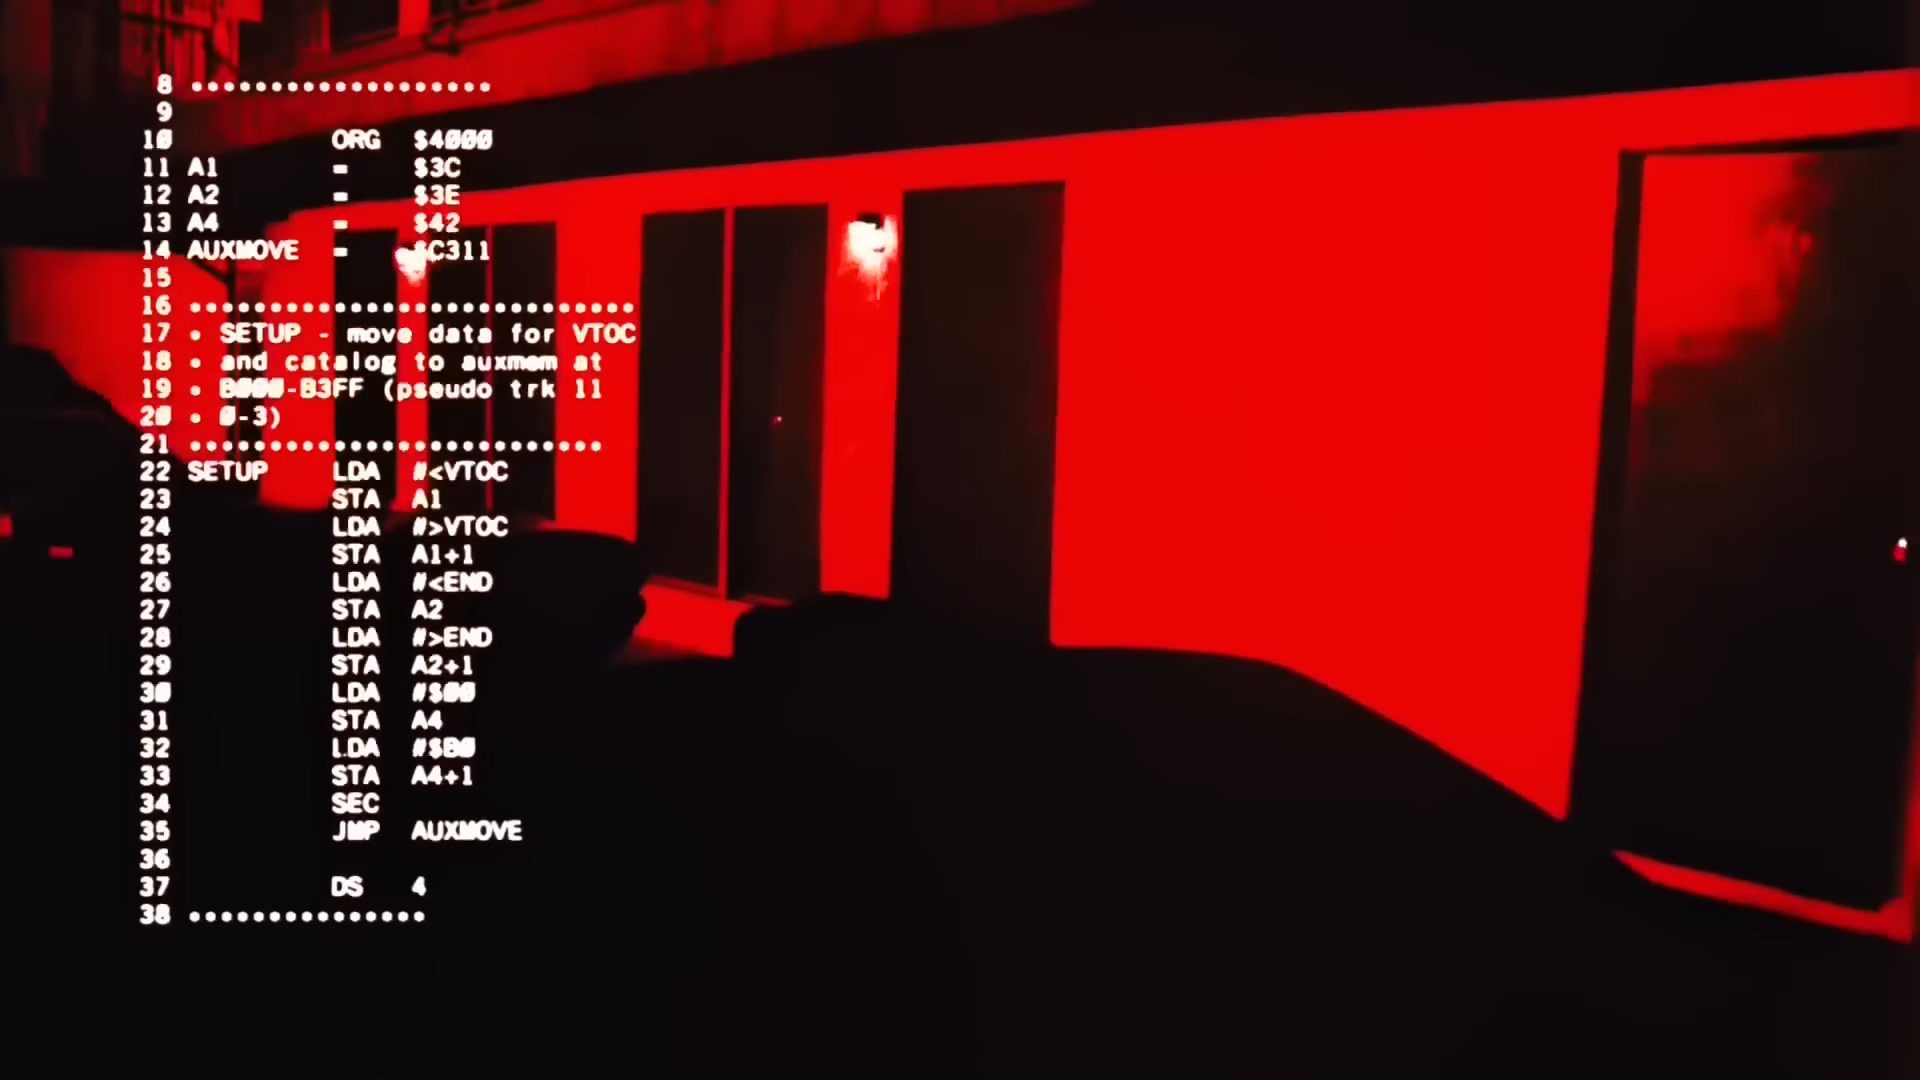 8 •••••••••••••••••••
9
10 ORG $4000
11 A1 = $3C
12 A2 = $3E
13 A4 = $42
14 AUXMOVE = $C311
15
16 ••••••••••••••••••••••••••••
17 • SETUP - move data for VTOC
18 • and catalog to auxmem at
19 • B000-B3FF (pseudo trk 11
20 • 0-3)
21 ••••••••••••••••••••••••••
22 SETUP LDA #<VTOC
23 STA A1
24 LDA #>VTOC
25 STA A1+1
26 LDA #<END
27 STA A2
28 LDA #>END
29 STA A2+1
30 LDA #$00
31 STA A4
32 LDA #$B0
33 STA A4+1
34 SEC
35 JMP AUXMOVE
36
37 DS 4
38 •••••••••••••••